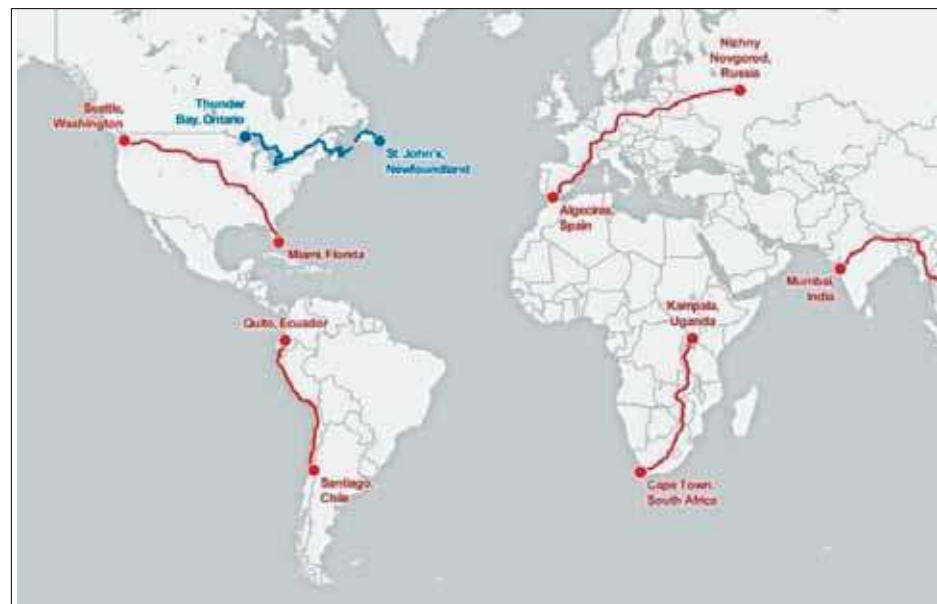 Nizhny
Novgorod,
Russia
Seattle,
Washington
Thunder
Bay, Ontario
St. John's,
Newfoundland
Algeciras,
Spain
Miami, Florida
Mumbai,
India
Kampala,
Uganda
Quito, Ecuador
Santiago,
Chile
Cape Town,
South Africa